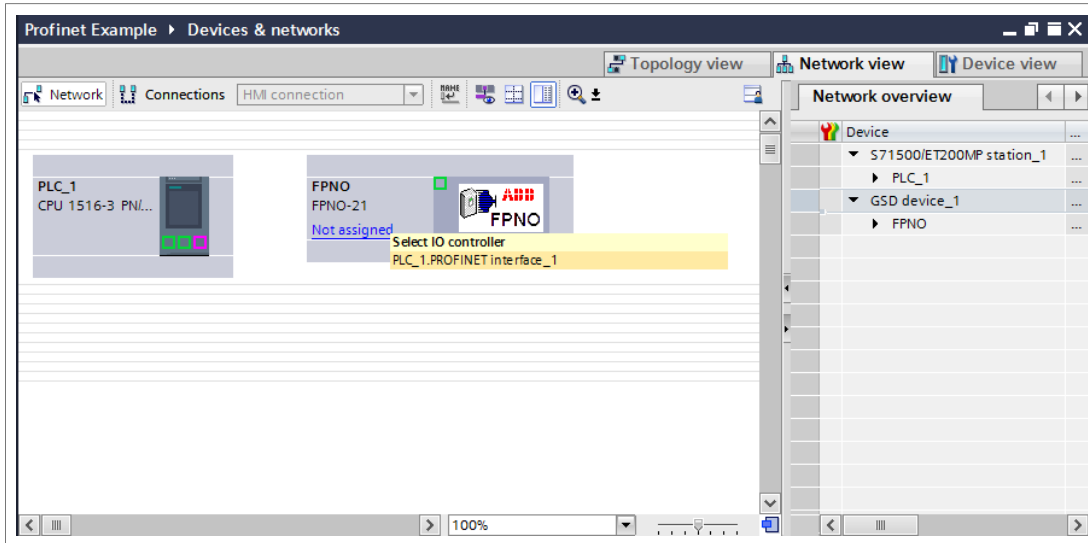 Profinet Example ▸ Devices & networks
Topology view
Network view
Device view
Network
Connections
HMI connection
NAME
Network overview
Device
...
S71500/ET200MP station_1
...
PLC_1
...
GSD device_1
...
FPNO
...
PLC_1
CPU 1516-3 PN/...
FPNO
FPNO-21
Not assigned
ABB
FPNO
Select IO controller
PLC_1.PROFINET interface_1
100%